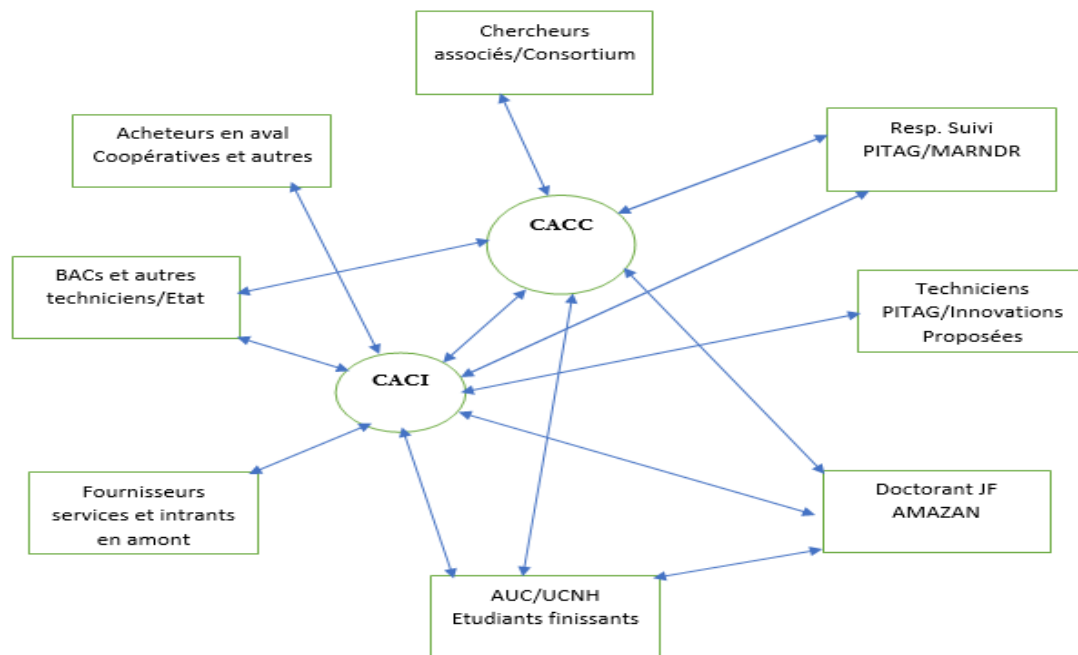 Chercheurs
associés/Consortium
Acheteurs en aval
Coopératives et autres
Resp. Suivi
PITAG/MARNDR
CACC
BACs et autres
techniciens/Etat
Techniciens
PITAG/Innovations
Proposées
CACI
Fournisseurs
services et intrants
en amont
Doctorant JF
AMAZAN
AUC/UCNH
Etudiants finissants